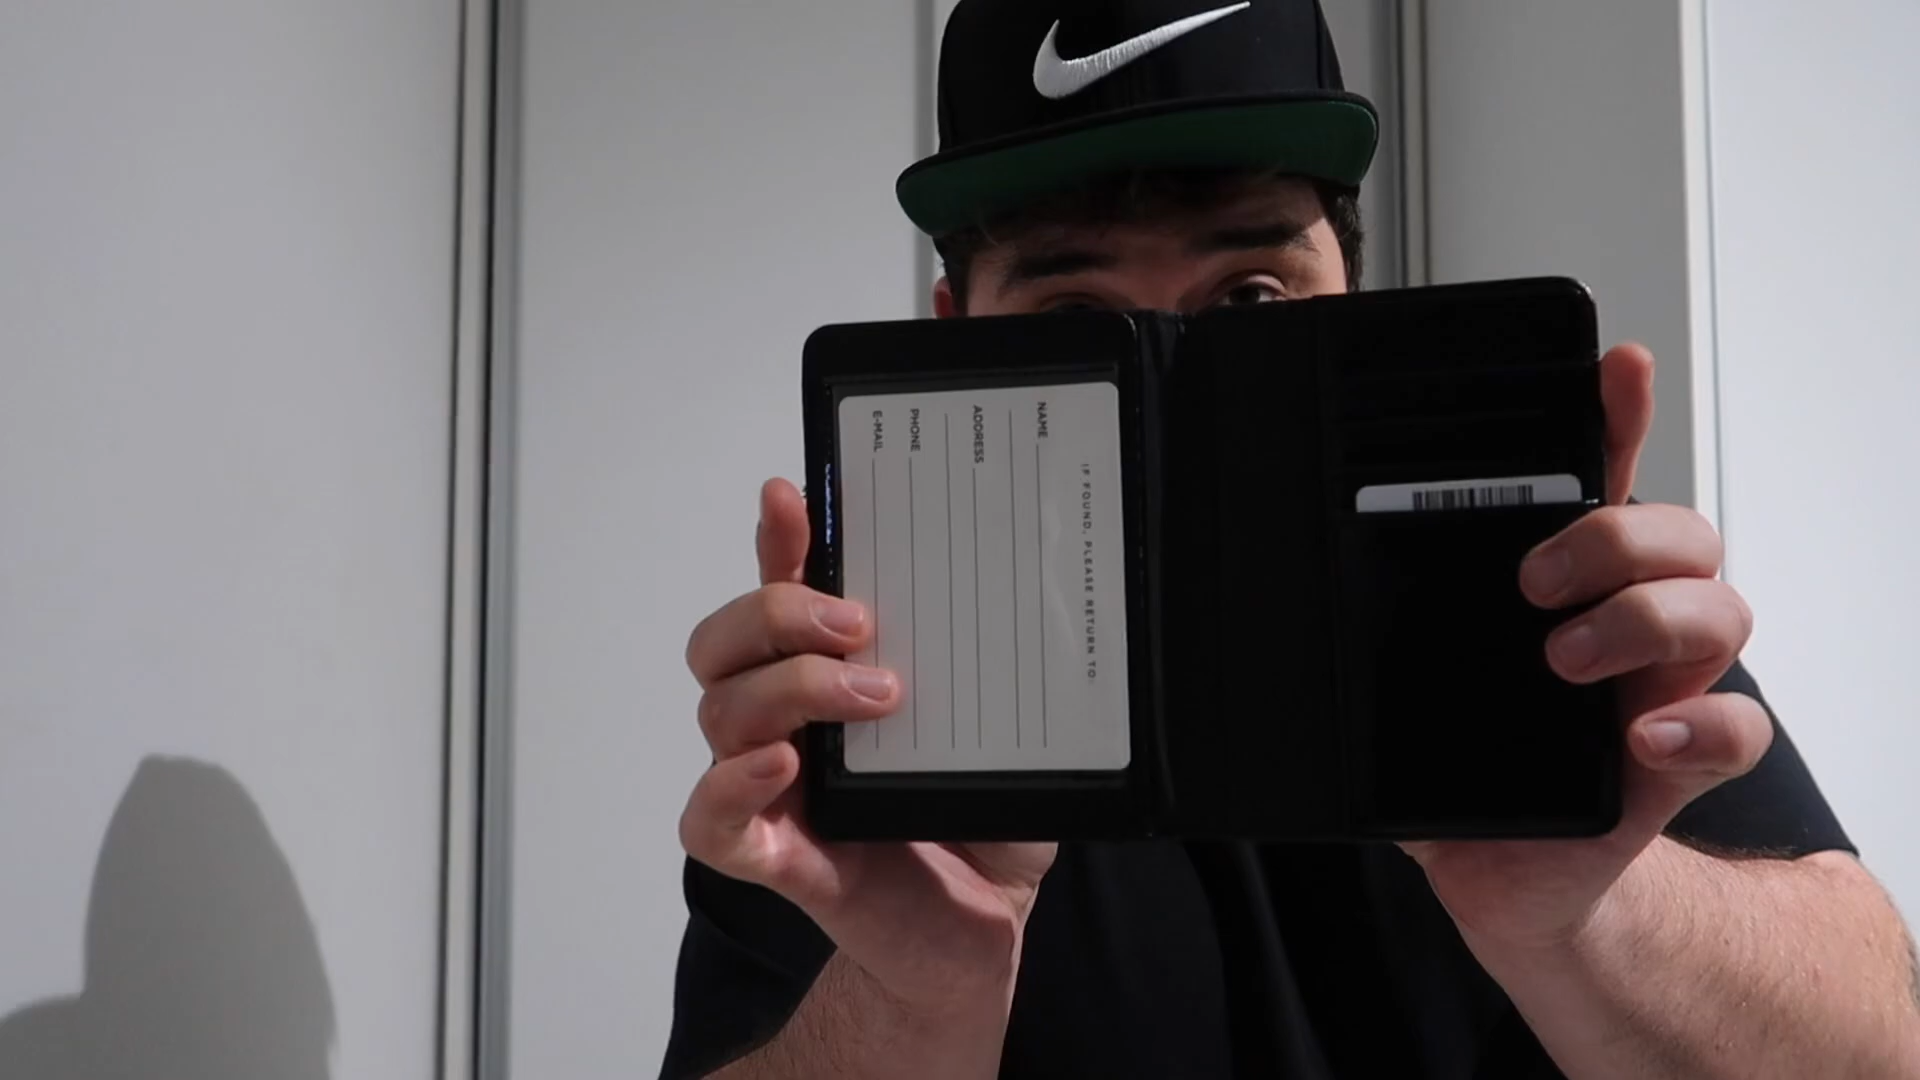 IF FOUND, PLEASE RETURN TO:
NAME
ADDRESS
PHONE
E-MAIL